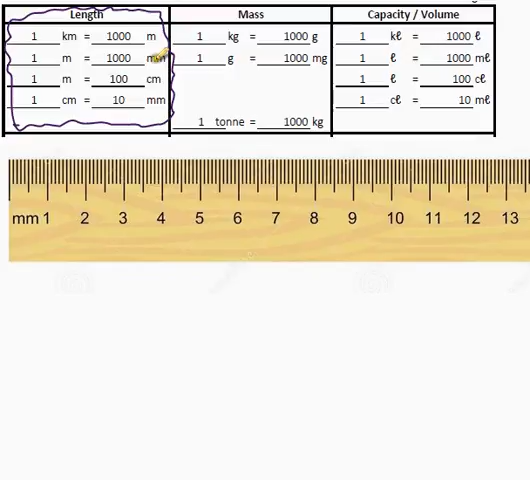 Length Mass Capacity / Volume
1 km = 1000 m 1 kg = 1000 g 1 kℓ = 1000 ℓ
1 m = 1000 mm 1 g = 1000 mg 1 ℓ = 1000 mℓ
1 m = 100 cm 1 ℓ = 100 cℓ
1 cm = 10 mm 1 cℓ = 10 mℓ
1 tonne = 1000 kg
mm 1 2 3 4 5 6 7 8 9 10 11 12 13